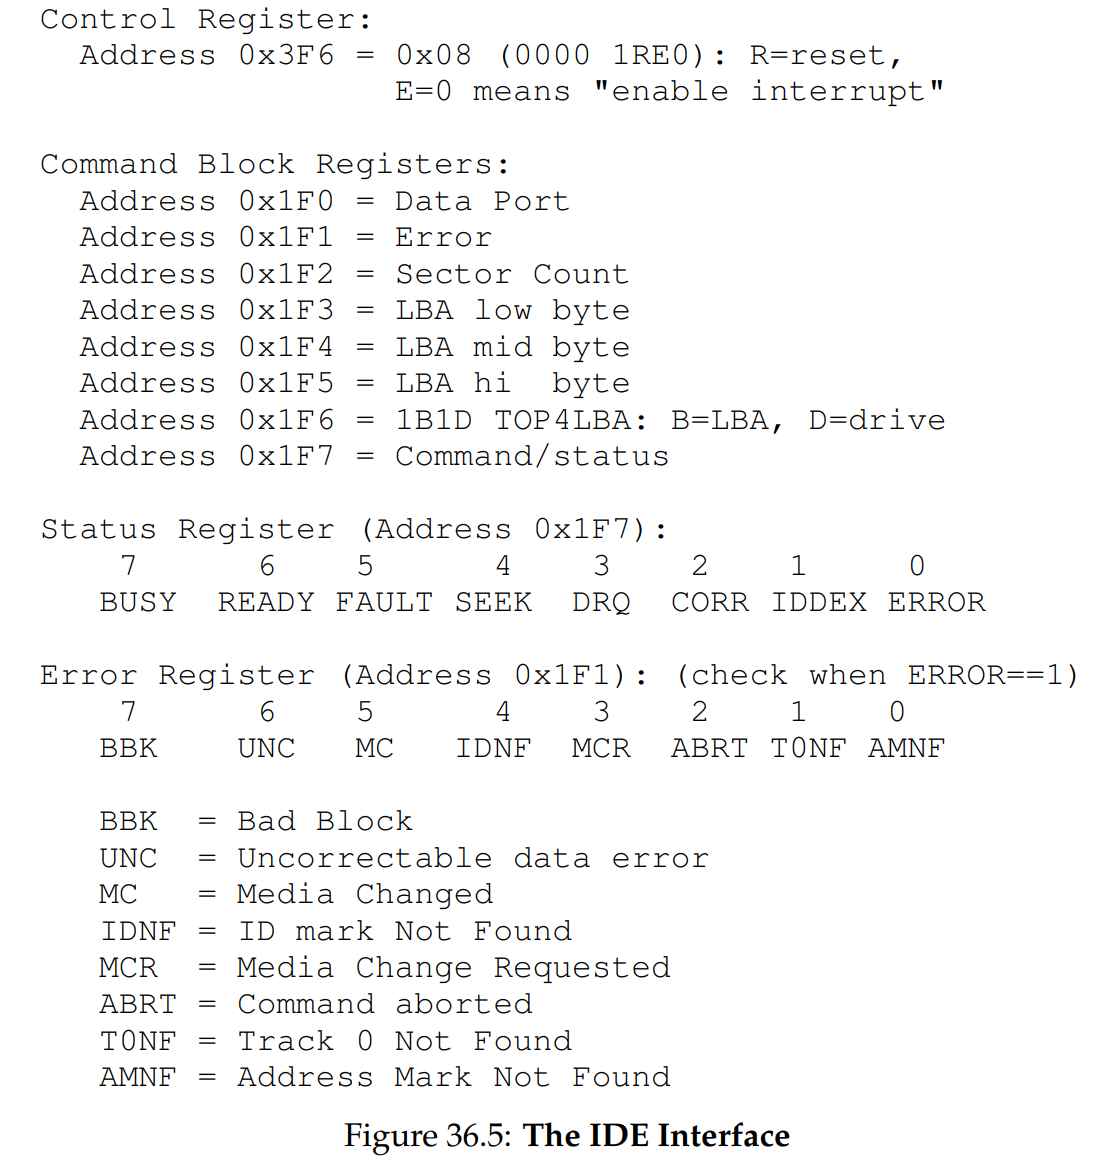 Control Register:
  Address 0x3F6 = 0x08 (0000 1RE0): R=reset,
                  E=0 means "enable interrupt"

Command Block Registers:
  Address 0x1F0 = Data Port
  Address 0x1F1 = Error
  Address 0x1F2 = Sector Count
  Address 0x1F3 = LBA low byte
  Address 0x1F4 = LBA mid byte
  Address 0x1F5 = LBA hi  byte
  Address 0x1F6 = 1B1D TOP4LBA: B=LBA, D=drive
  Address 0x1F7 = Command/status

Status Register (Address 0x1F7):
    7      6    5      4    3    2    1     0
   BUSY  READY FAULT SEEK  DRQ  CORR IDDEX ERROR

Error Register (Address 0x1F1): (check when ERROR==1)
    7      6    5      4    3    2    1    0
   BBK    UNC   MC   IDNF  MCR  ABRT T0NF AMNF

   BBK  = Bad Block
   UNC  = Uncorrectable data error
   MC   = Media Changed
   IDNF = ID mark Not Found
   MCR  = Media Change Requested
   ABRT = Command aborted
   T0NF = Track 0 Not Found
   AMNF = Address Mark Not Found
Figure 36.5: The IDE Interface